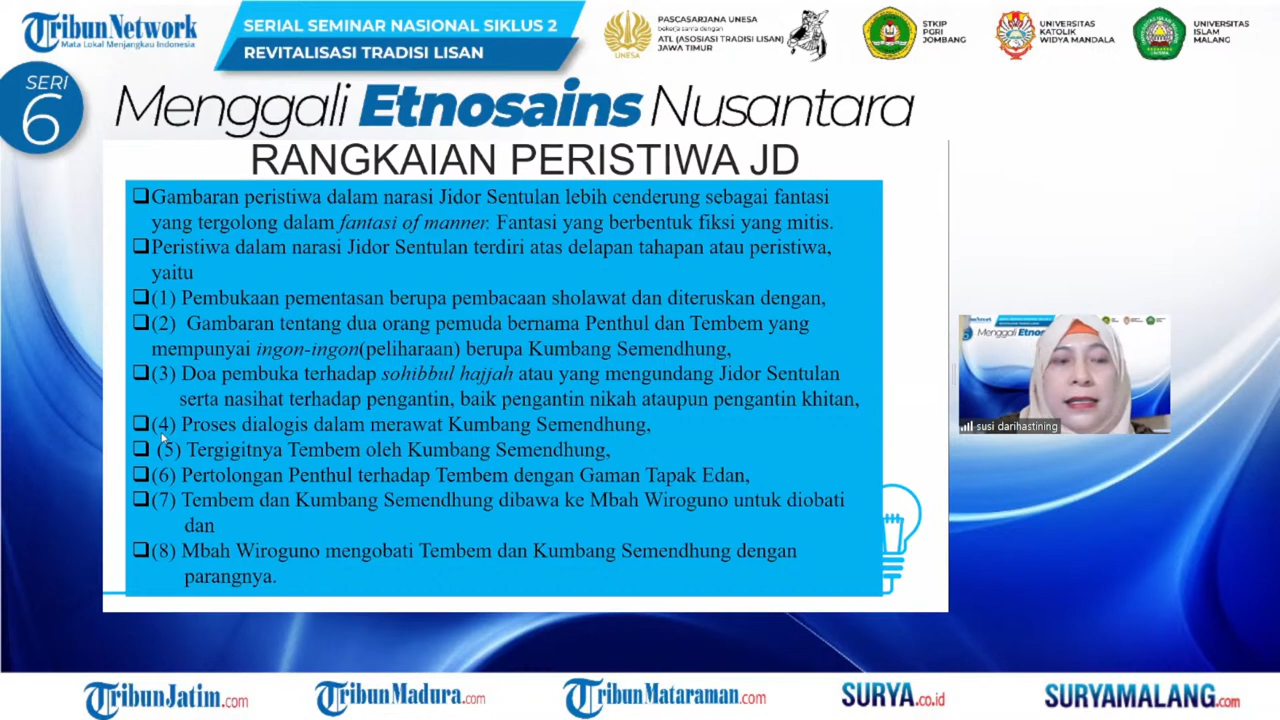 Tribun Network
Mata Lokal Menjangkau Indonesia
SERIAL SEMINAR NASIONAL SIKLUS 2
REVITALISASI TRADISI LISAN
UNESA
PASCASARJANA UNESA
bekerja sama dengan
ATL (ASOSIASI TRADISI LISAN)
JAWA TIMUR
STKIP
PGRI
JOMBANG
UNIVERSITAS
KATOLIK
WIDYA MANDALA
UNIVERSITAS
ISLAM
MALANG
SERI
6
Menggali Etnosains Nusantara
RANGKAIAN PERISTIWA JD
❑Gambaran peristiwa dalam narasi Jidor Sentulan lebih cenderung sebagai fantasi
yang tergolong dalam fantasi of manner. Fantasi yang berbentuk fiksi yang mitis.
❑Peristiwa dalam narasi Jidor Sentulan terdiri atas delapan tahapan atau peristiwa,
yaitu
❑(1) Pembukaan pementasan berupa pembacaan sholawat dan diteruskan dengan,
❑(2) Gambaran tentang dua orang pemuda bernama Penthul dan Tembem yang
mempunyai ingon-ingon(peliharaan) berupa Kumbang Semendhung,
❑(3) Doa pembuka terhadap sohibbul hajjah atau yang mengundang Jidor Sentulan
serta nasihat terhadap pengantin, baik pengantin nikah ataupun pengantin khitan,
❑(4) Proses dialogis dalam merawat Kumbang Semendhung,
❑ (5) Tergigitnya Tembem oleh Kumbang Semendhung,
❑(6) Pertolongan Penthul terhadap Tembem dengan Gaman Tapak Edan,
❑(7) Tembem dan Kumbang Semendhung dibawa ke Mbah Wiroguno untuk diobati
dan
❑(8) Mbah Wiroguno mengobati Tembem dan Kumbang Semendhung dengan
parangnya.
Menggali Etnosains Nusantara
susi darihastining
TribunJatim.com
TribunMadura.com
TribunMataraman.com
SURYA.co.id
SURYAMALANG.com